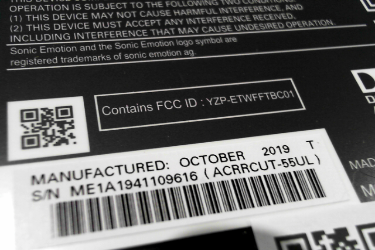 OPERATION IS SUBJECT TO THE FOLLOWING TWO CONDITIONS:
(1) THIS DEVICE MAY NOT CAUSE HARMFUL INTERFERENCE, AND
(2) THIS DEVICE MUST ACCEPT ANY INTERFERENCE RECEIVED,
INCLUDING INTERFERENCE THAT MAY CAUSE UNDESIRED OPERATION.
Sonic Emotion and the Sonic Emotion logo symbol are
registered trademarks of sonic emotion ag.
Contains FCC ID : YZP-ETWFFTBC01
MANUFACTURED: OCTOBER 2019 T
S/N ME1A1941109616 ( ACRRCUT-55UL)